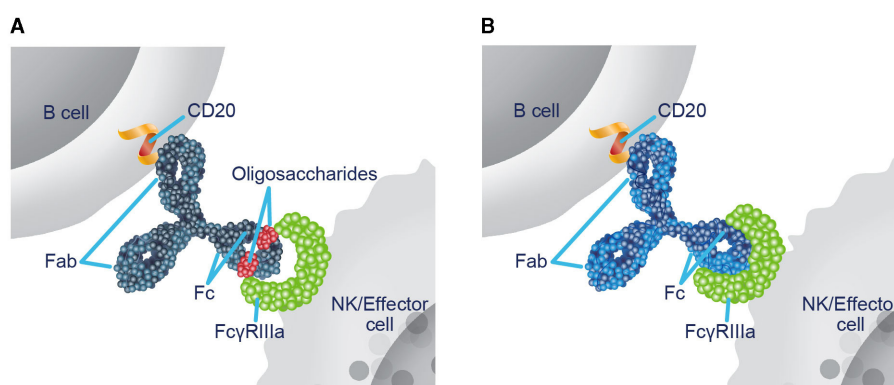 A
B cell
CD20
Oligosaccharides
Fab
Fc
FcγRIIIa
NK/Effector
cell
B
B cell
CD20
Fab
Fc
FcγRIIIa
NK/Effecto
cell